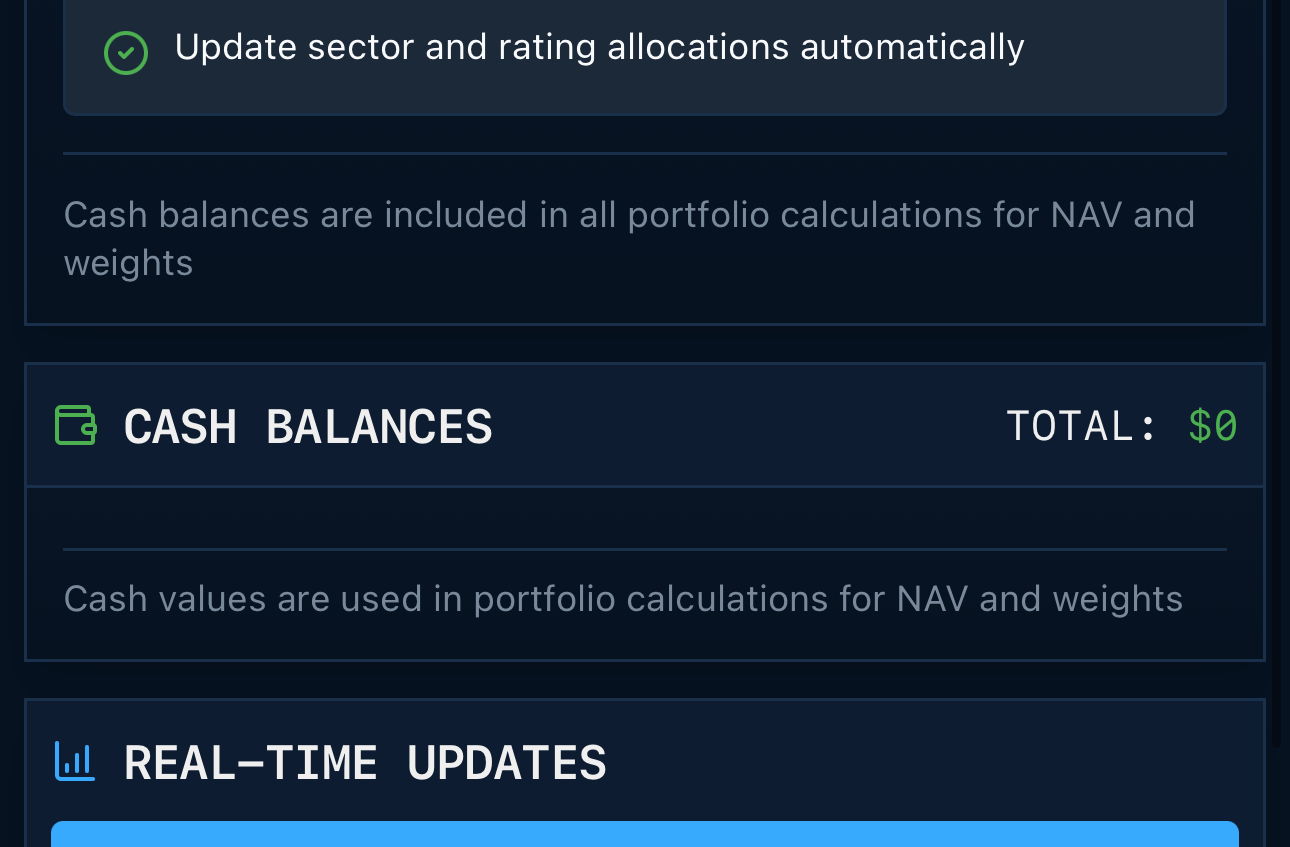 Update sector and rating allocations automatically
Cash balances are included in all portfolio calculations for NAV and
weights
CASH BALANCES
TOTAL: $0
Cash values are used in portfolio calculations for NAV and weights
REAL-TIME UPDATES